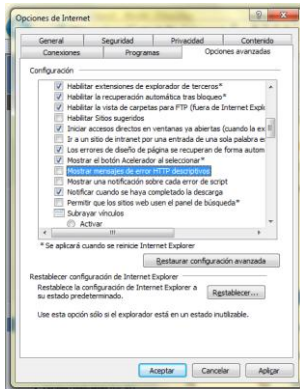 Opciones de Internet
General Seguridad Privacidad Contenido
Conexiones Programas Opciones avanzadas
Configuración
Habilitar extensiones de explorador de terceros*
Habilitar la recuperación automática tras bloqueo*
Habilitar la vista de carpetas para FTP (fuera de Internet Explo
Habilitar Sitios sugeridos
Iniciar accesos directos en ventanas ya abiertas (cuando la ex
Ir a un sitio de intranet por una entrada de una sola palabra e
Los errores de diseño de página se recuperan de forma autom
Mostrar el botón Acelerador al seleccionar*
Mostrar mensajes de error HTTP descriptivos
Mostrar una notificación sobre cada error de script
Notificar cuando se haya completado la descarga
Permitir que los sitios web usen el panel de búsqueda*
Subrayar vínculos
Activar
* Se aplicará cuando se reinicie Internet Explorer
Restaurar configuración avanzada
Restablecer configuración de Internet Explorer
Restablece la configuración de Internet Explorer a
su estado predeterminado.
Restablecer...
Use esta opción sólo si el explorador está en un estado inutilizable.
Aceptar Cancelar Aplicar